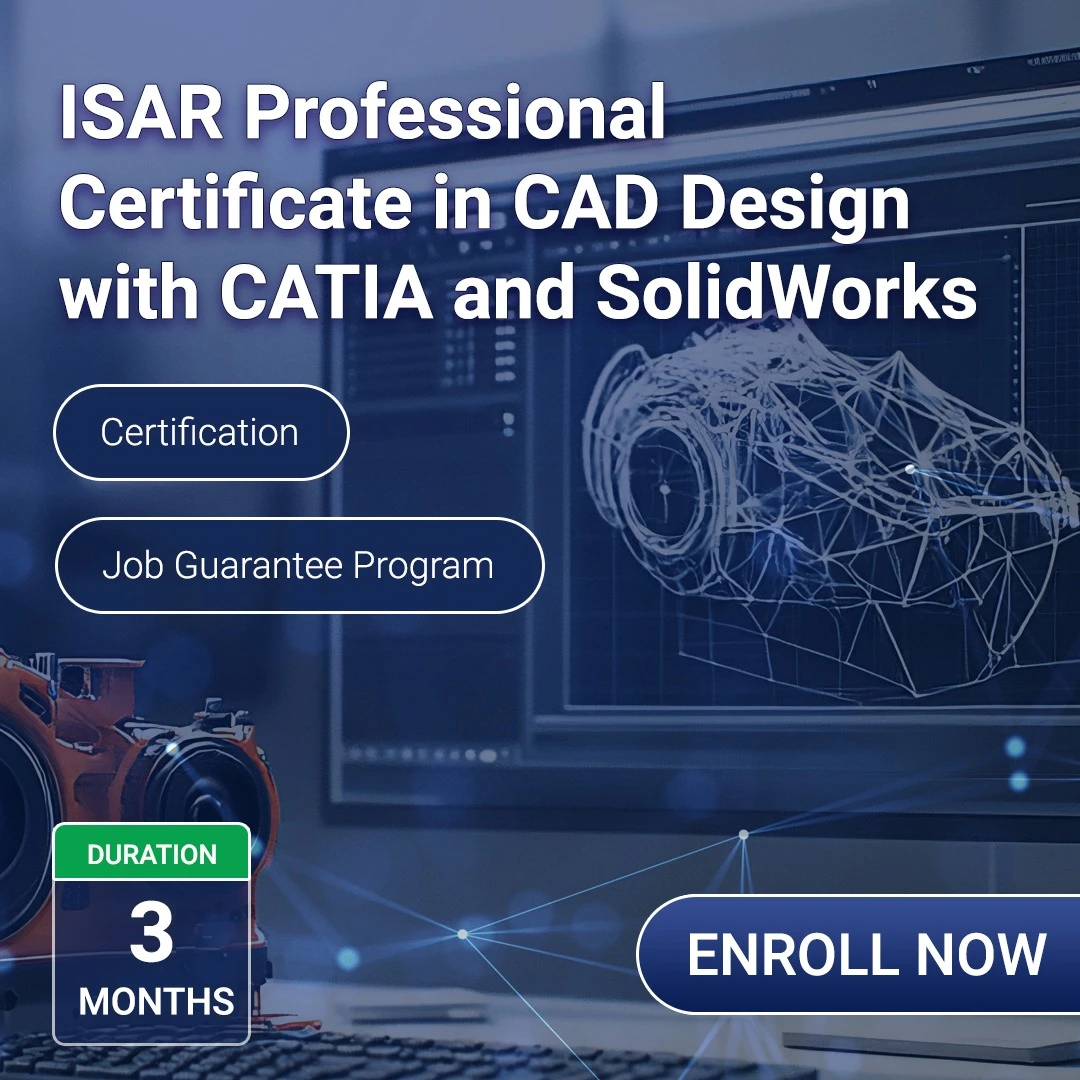 ISAR Professional
Certificate in CAD Design
with CATIA and SolidWorks
Certification
Job Guarantee Program
DURATION
3
MONTHS
ENROLL NOW